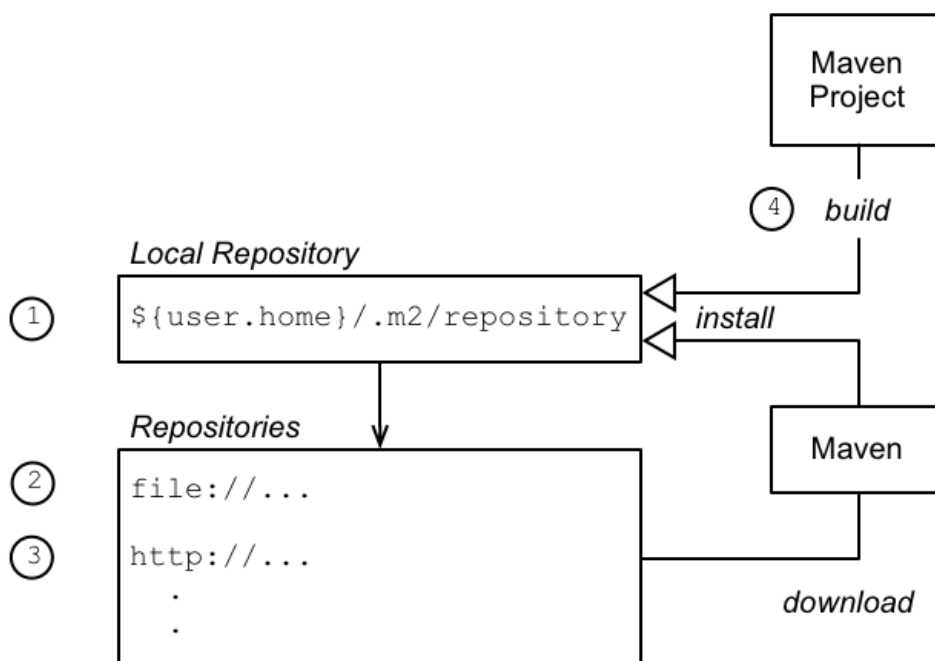 Maven
Project
4
build
Local Repository
1
${user.home}/.m2/repository
install
Repositories
Maven
2
file://...
3
http://...
.
download
.